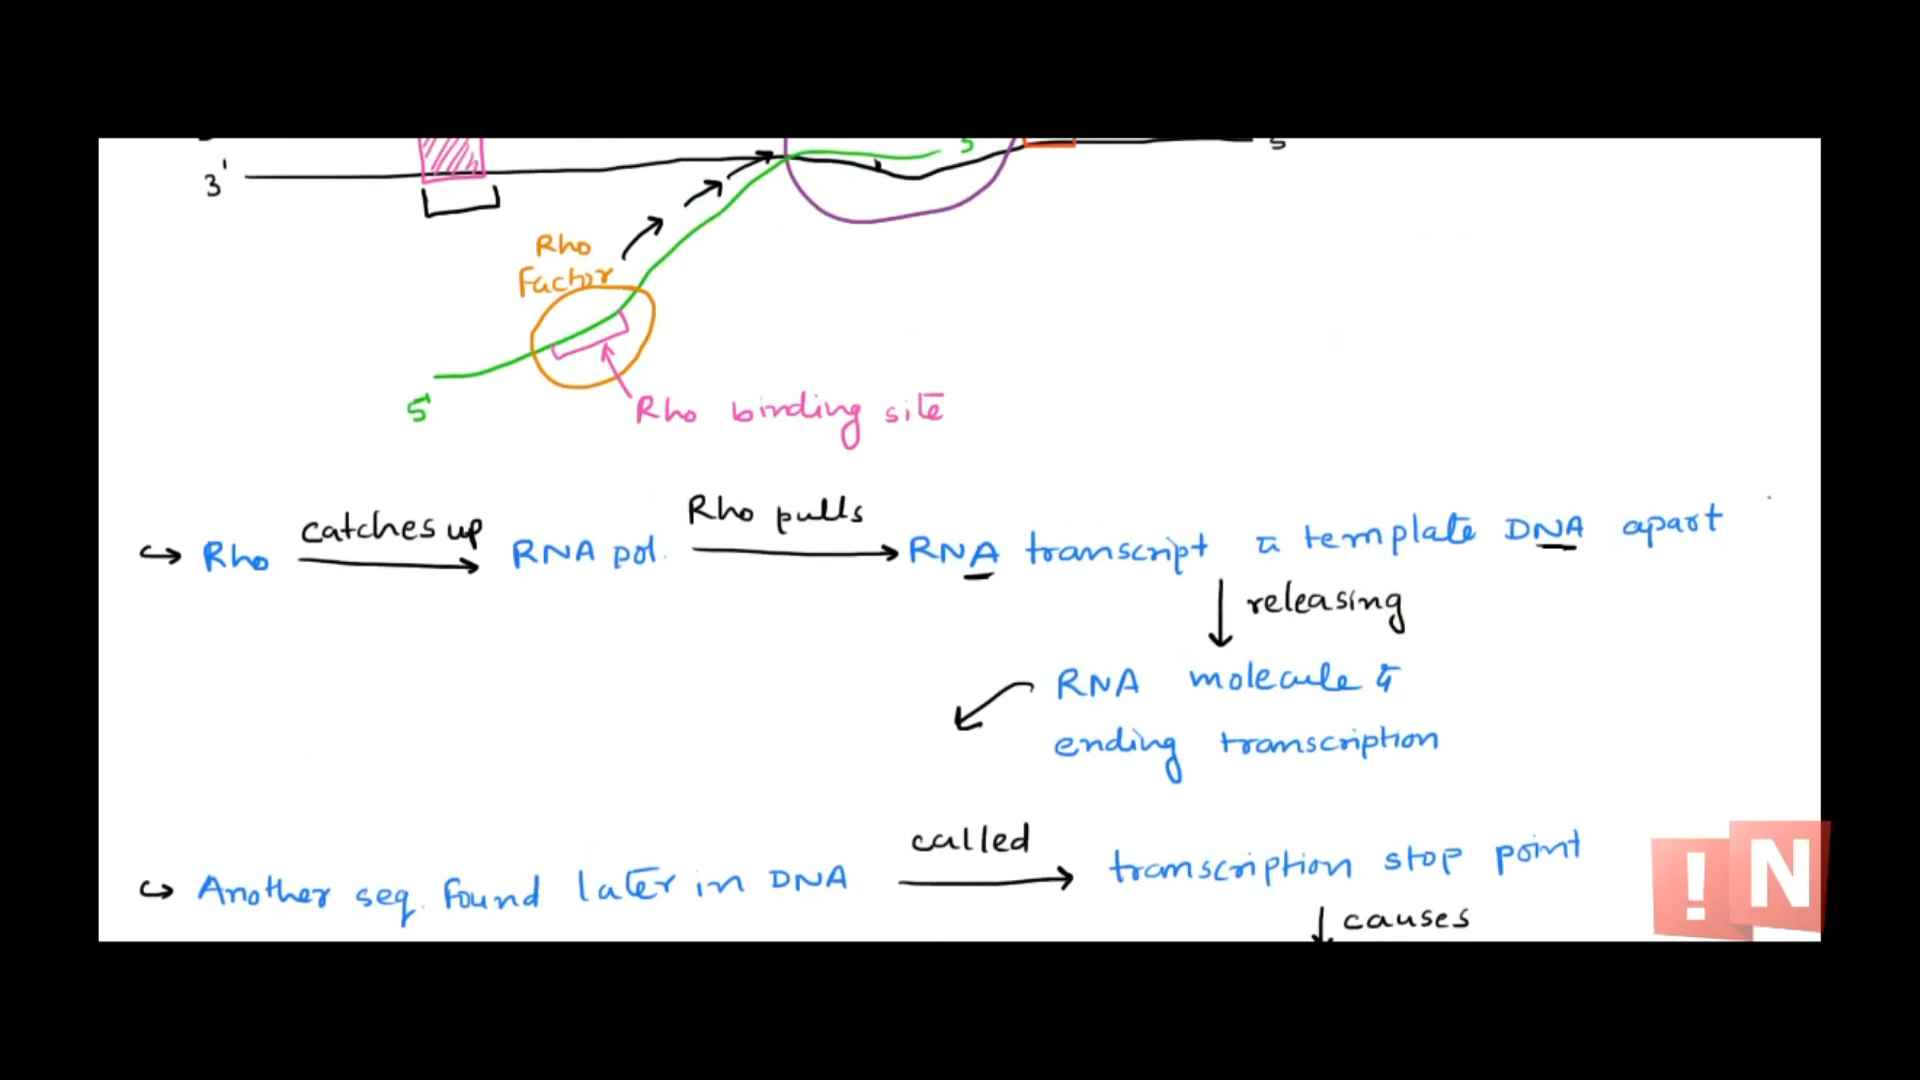 3'
5
Rho
Factor
5'
Rho binding site
↪ Rho catches up RNA pol. Rho pulls RNA transcript & template DNA apart
releasing
RNA molecule &
ending transcription
called
↪ Another seq. found later in DNA transcription stop point
causes
!N